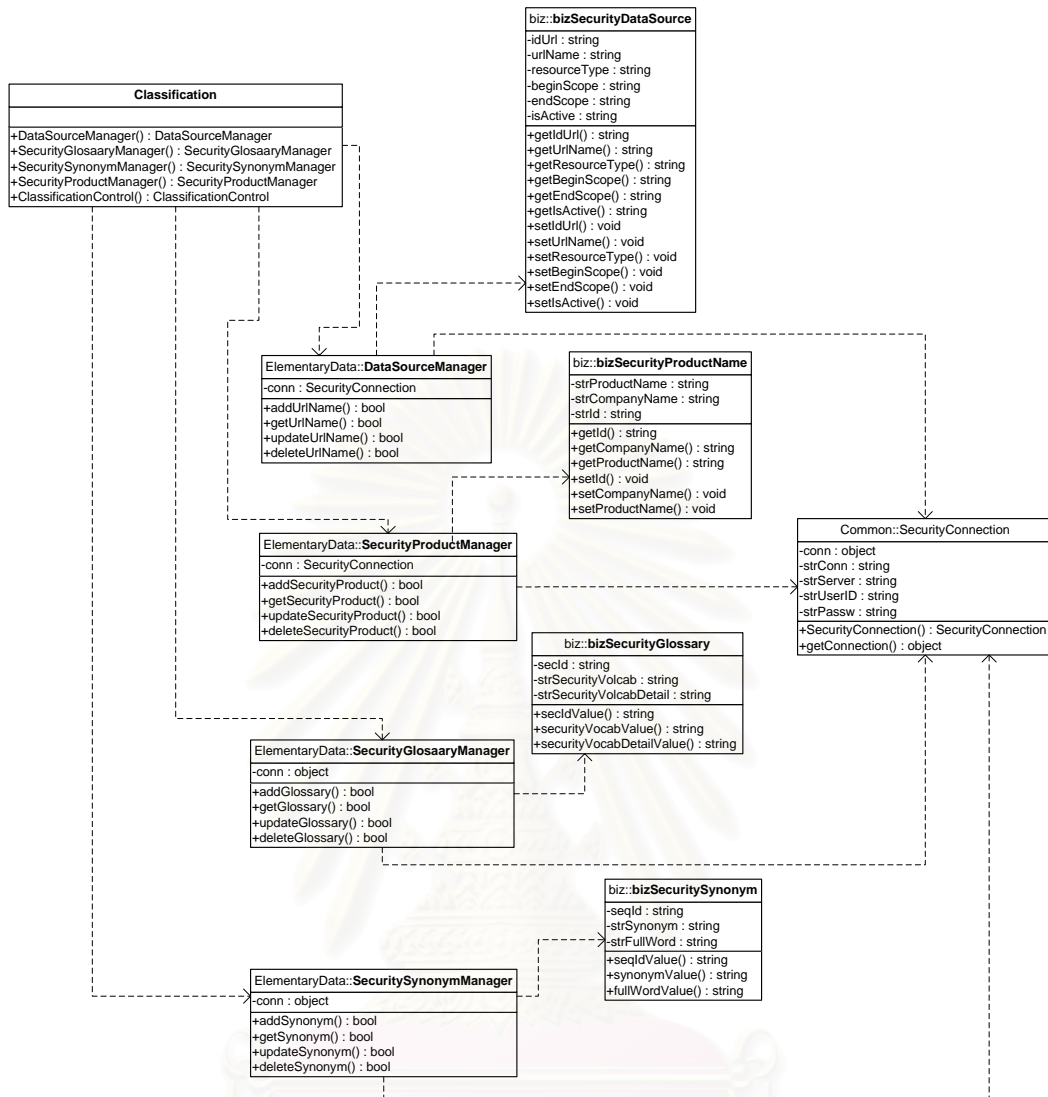 biz::bizSecurityDataSource
-idUrl : string
-urlName : string
-resourceType : string
-beginScope : string
-endScope : string
-isActive : string
+getIdUrl() : string
+getUrlName() : string
+getResourceType() : string
+getBeginScope() : string
+getEndScope() : string
+getIsActive() : string
+setIdUrl() : void
+setUrlName() : void
+setResourceType() : void
+setBeginScope() : void
+setEndScope() : void
+setIsActive() : void
Classification
+DataSourceManager() : DataSourceManager
+SecurityGlosaaryManager() : SecurityGlosaaryManager
+SecuritySynonymManager() : SecuritySynonymManager
+SecurityProductManager() : SecurityProductManager
+ClassificationControl() : ClassificationControl
ElementaryData::DataSourceManager
-conn : SecurityConnection
+addUrlName() : bool
+getUrlName() : bool
+updateUrlName() : bool
+deleteUrlName() : bool
biz::bizSecurityProductName
-strProductName : string
-strCompanyName : string
-strId : string
+getId() : string
+getCompanyName() : string
+getProductName() : string
+setId() : void
+setCompanyName() : void
+setProductName() : void
ElementaryData::SecurityProductManager
-conn : SecurityConnection
+addSecurityProduct() : bool
+getSecurityProduct() : bool
+updateSecurityProduct() : bool
+deleteSecurityProduct() : bool
Common::SecurityConnection
-conn : object
-strConn : string
-strServer : string
-strUserID : string
-strPassw : string
+SecurityConnection() : SecurityConnection
+getConnection() : object
biz::bizSecurityGlossary
-secId : string
-strSecurityVolcab : string
-strSecurityVolcabDetail : string
+secIdValue() : string
+securityVocabValue() : string
+securityVocabDetailValue() : string
ElementaryData::SecurityGlosaaryManager
-conn : object
+addGlossary() : bool
+getGlossary() : bool
+updateGlossary() : bool
+deleteGlossary() : bool
biz::bizSecuritySynonym
-seqId : string
-strSynonym : string
-strFullWord : string
+seqIdValue() : string
+synonymValue() : string
+fullWordValue() : string
ElementaryData::SecuritySynonymManager
-conn : object
+addSynonym() : bool
+getSynonym() : bool
+updateSynonym() : bool
+deleteSynonym() : bool